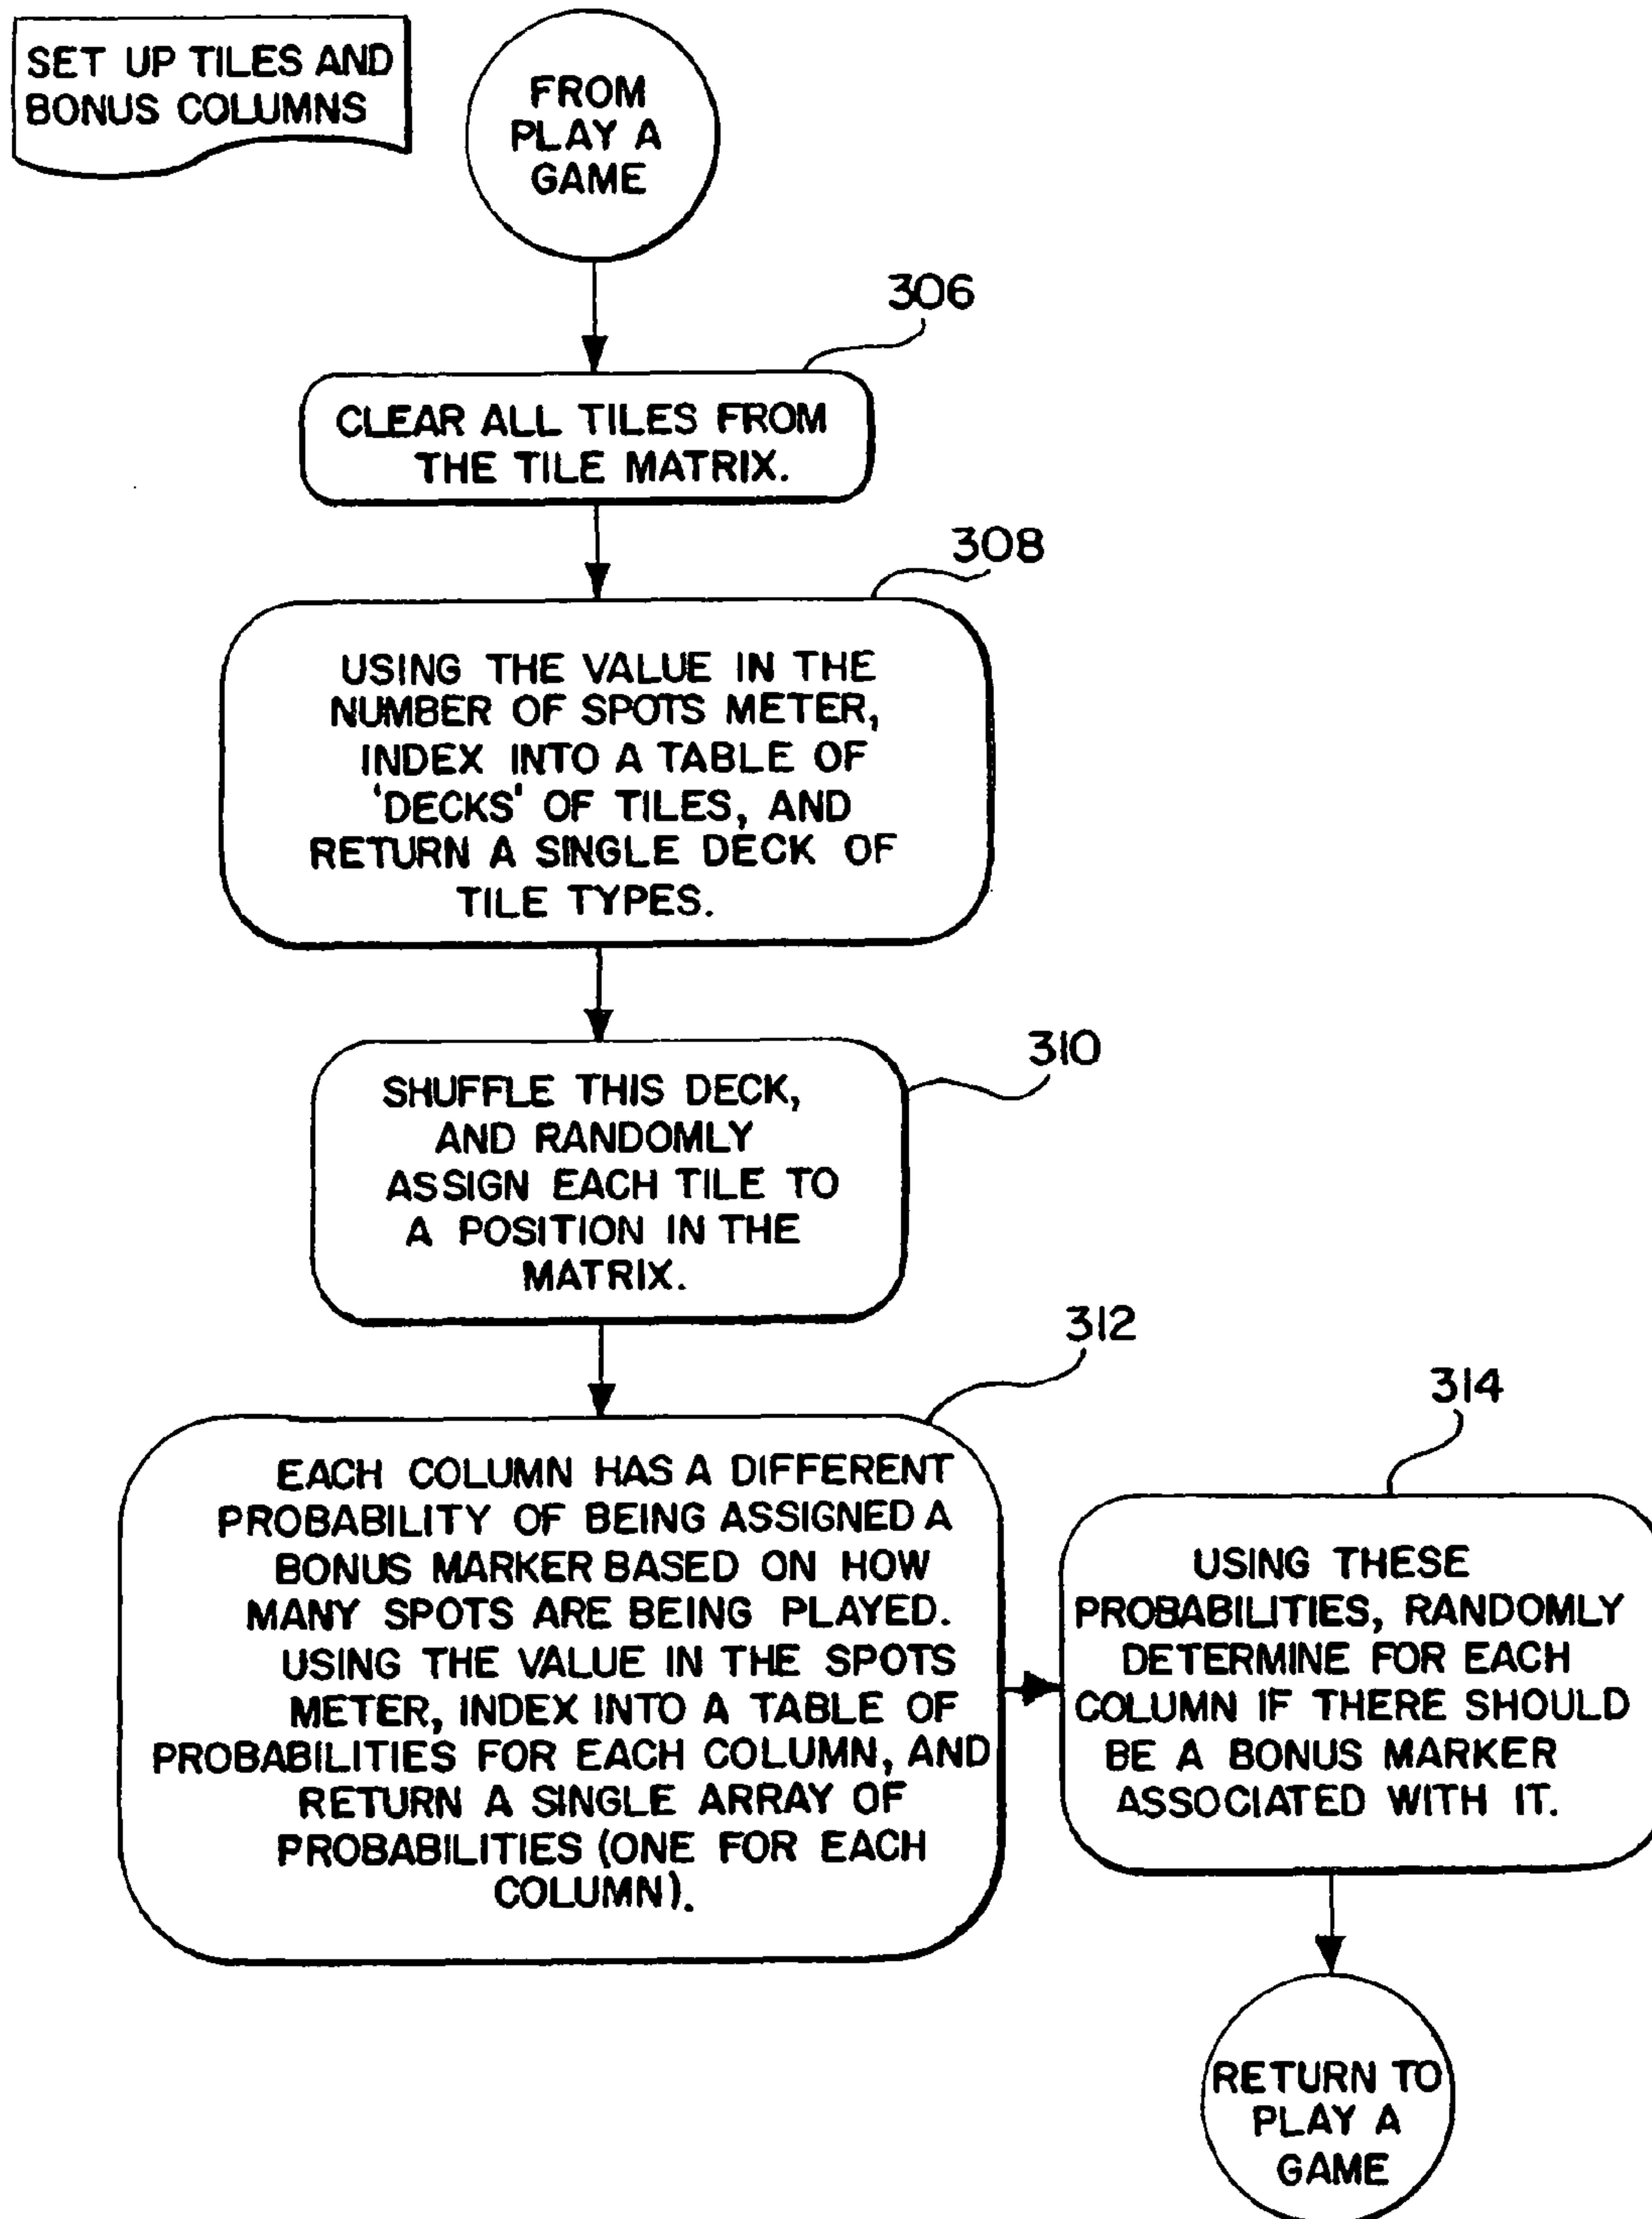 SET UP TILES AND
BONUS COLUMNS
FROM
PLAY A
GAME
306
CLEAR ALL TILES FROM
THE TILE MATRIX.
308
USING THE VALUE IN THE
NUMBER OF SPOTS METER,
INDEX INTO A TABLE OF
'DECKS' OF TILES, AND
RETURN A SINGLE DECK OF
TILE TYPES.
310
SHUFFLE THIS DECK,
AND RANDOMLY
ASSIGN EACH TILE TO
A POSITION IN THE
MATRIX.
312
EACH COLUMN HAS A DIFFERENT
PROBABILITY OF BEING ASSIGNED A
BONUS MARKER BASED ON HOW
MANY SPOTS ARE BEING PLAYED.
USING THE VALUE IN THE SPOTS
METER, INDEX INTO A TABLE OF
PROBABILITIES FOR EACH COLUMN, AND
RETURN A SINGLE ARRAY OF
PROBABILITIES (ONE FOR EACH
COLUMN).
314
USING THESE
PROBABILITIES, RANDOMLY
DETERMINE FOR EACH
COLUMN IF THERE SHOULD
BE A BONUS MARKER
ASSOCIATED WITH IT.
RETURN TO
PLAY A
GAME